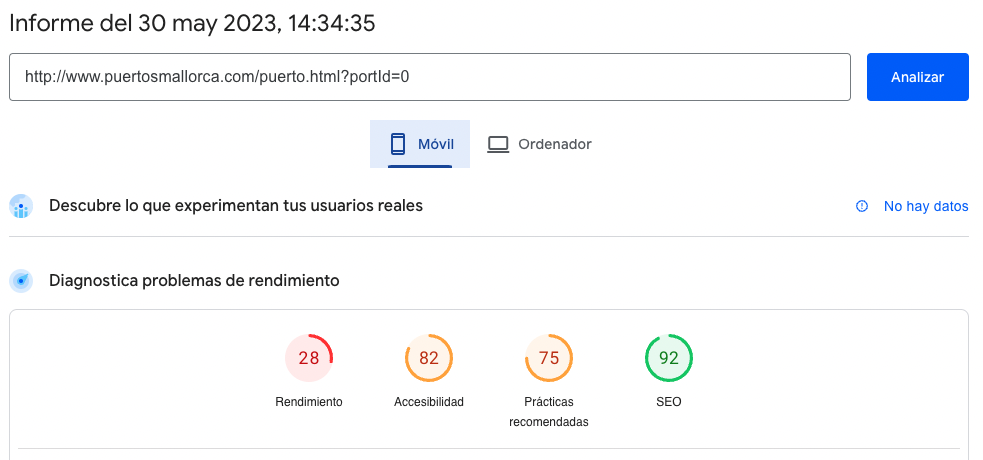 Informe del 30 may 2023, 14:34:35
http://www.puertosmallorca.com/puerto.html?portId=0
Analizar
Móvil
Ordenador
Descubre lo que experimentan tus usuarios reales
No hay datos
Diagnostica problemas de rendimiento
28
82
75
92
Rendimiento
Accesibilidad
Prácticas
recomendadas
SEO